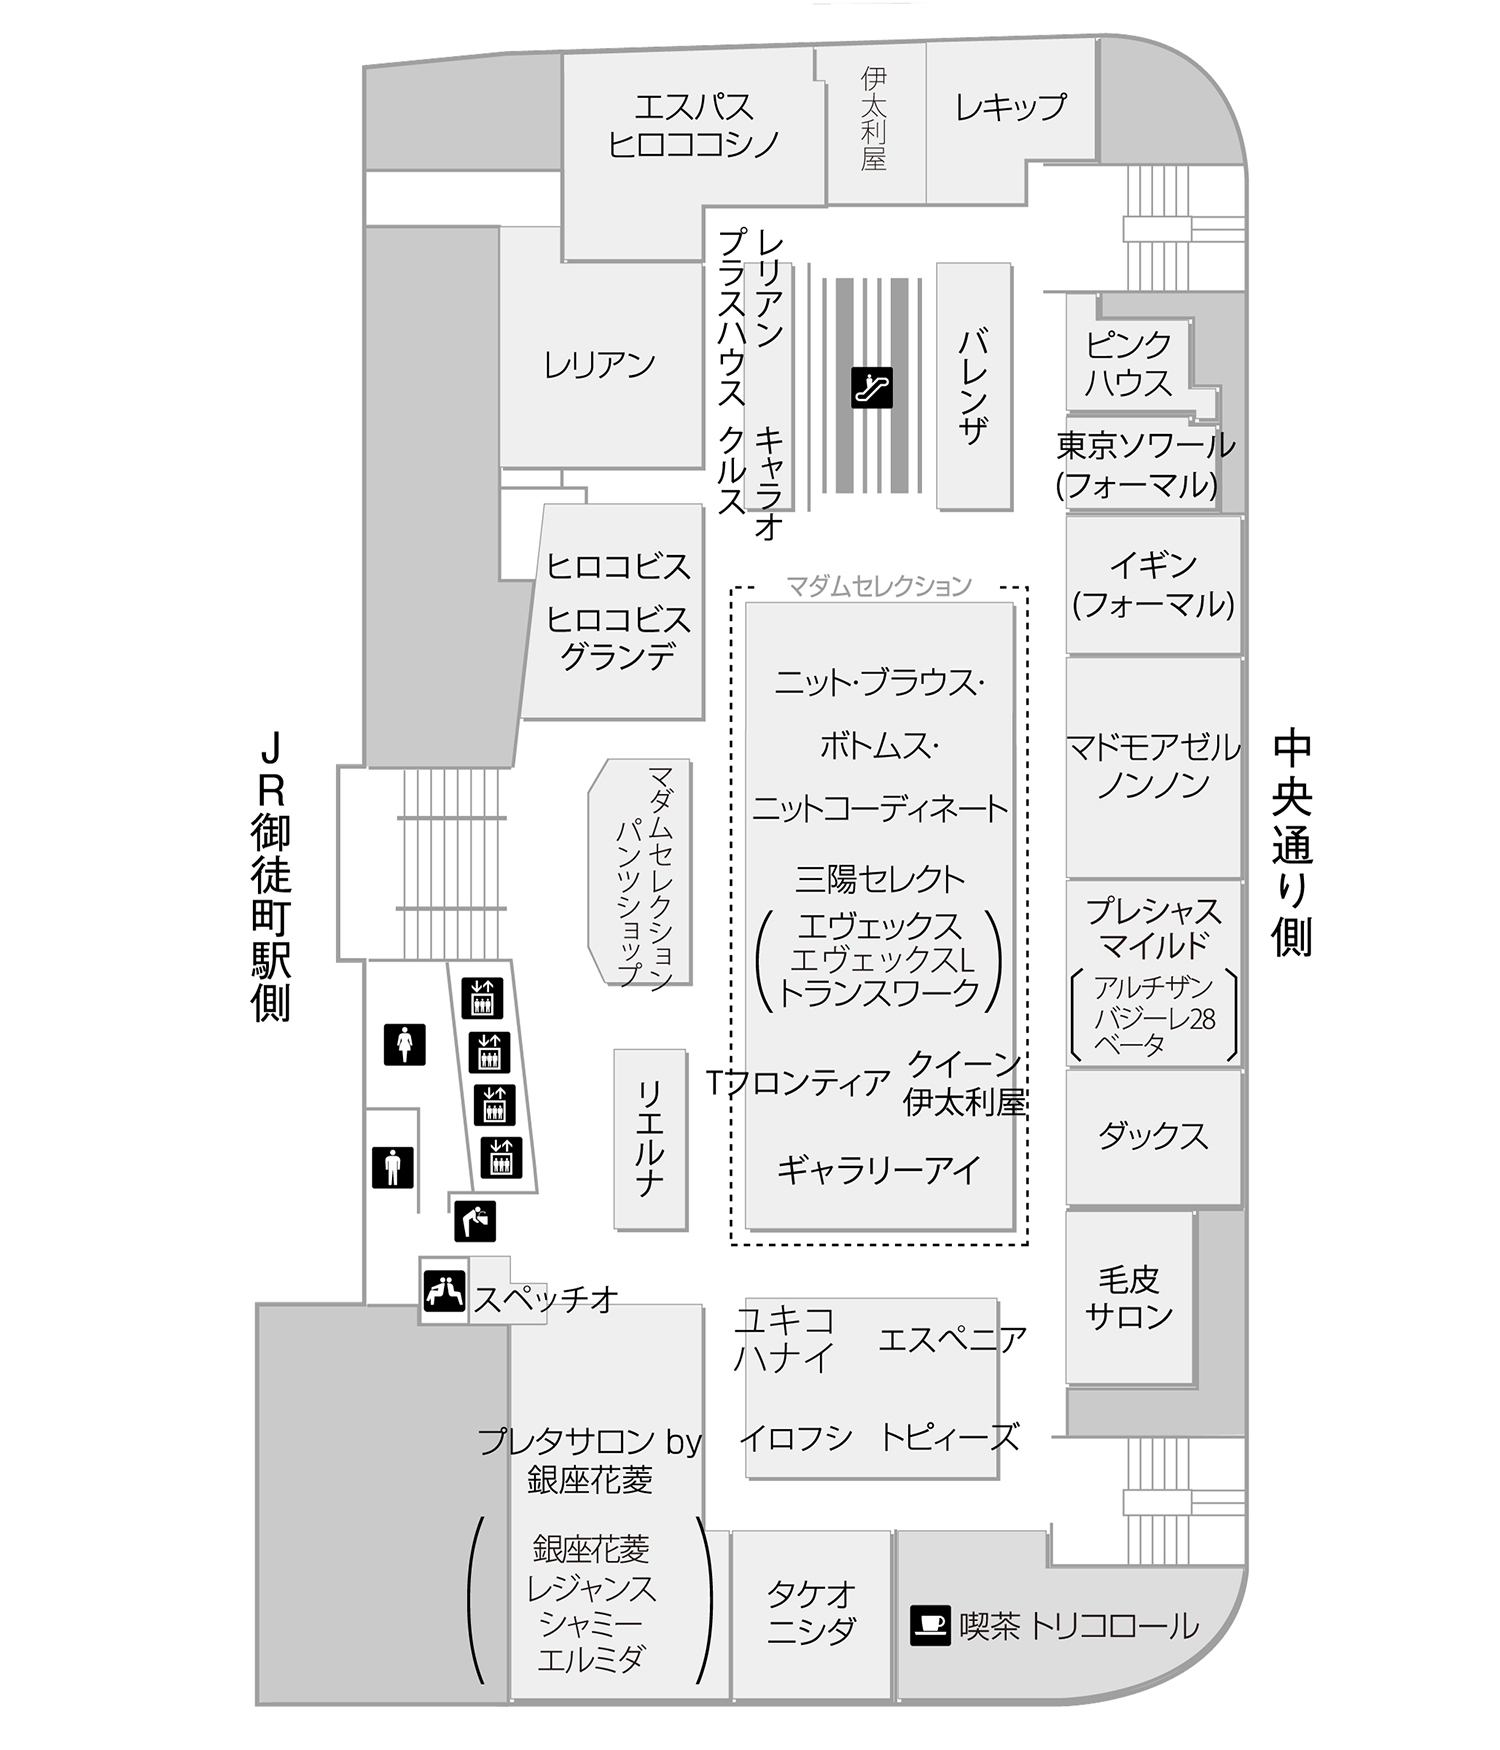 エスパス
ヒロココシノ
伊太利屋
レキップ
レリアン
レリアン
プラスハウス
キャラオ
クルス
バレンザ
ピンク
ハウス
東京ソワール
(フォーマル)
イギン
(フォーマル)
ヒロコビス
ヒロコビス
グランデ
マダムセレクション
ニット・ブラウス・
ボトムス・
ニットコーディネート
三陽セレクト
(エヴェックス
エヴェックスL
トランスワーク)
Tフロンティア
クイーン
伊太利屋
ギャラリーアイ
マドモアゼル
ノンノン
プレシャス
マイルド
(アルチザン
バジーレ28
ベータ)
ダックス
毛皮
サロン
マダムセレクション
パンツショップ
リエルナ
JR御徒町駅側
中央通り側
スペッチオ
ユキコ
ハナイ
エスペニア
イロフシ
トピィーズ
プレタサロン by
銀座花菱
(銀座花菱
レジャンス
シャミー
エルミダ)
タケオ
ニシダ
喫茶 トリコロール